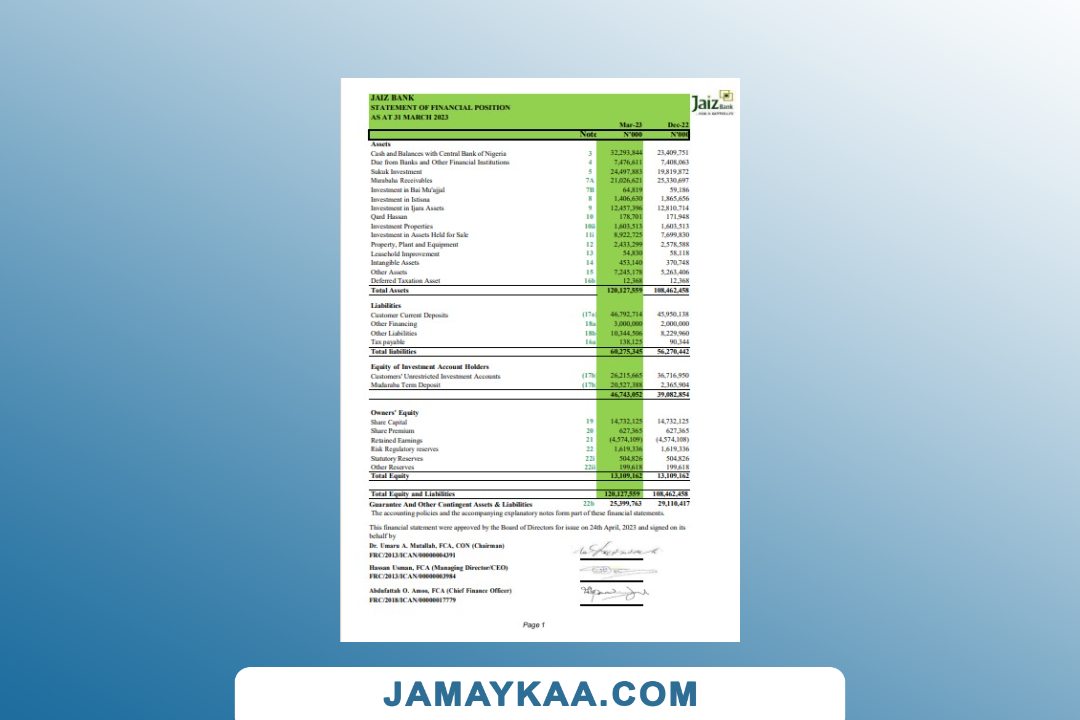 JAIZ BANK
STATEMENT OF FINANCIAL POSITION
AS AT 31 MARCH 2023
Jaiz Bank
Mar-23 Dec-22
Note N'000 N'000
Assets
Cash and Balances with Central Bank of Nigeria 3 32,293,844 23,409,751
Due from Banks and Other Financial Institutions 4 7,476,611 7,408,063
Sukuk Investment 5 24,497,883 19,819,872
Murabaha Receivables 7A 21,026,621 25,330,697
Investment in Bai Mu'ajjal 7B 64,819 59,186
Investment in Istisna 8 1,406,630 1,865,656
Investment in Ijara Assets 9 12,457,396 12,810,714
Qard Hassan 10 178,701 171,948
Investment Properties 10ii 1,603,513 1,603,513
Investment in Assets Held for Sale 11i 8,922,725 7,699,830
Property, Plant and Equipment 12 2,433,299 2,578,588
Leasehold Improvement 13 54,830 58,118
Intangible Assets 14 453,140 370,748
Other Assets 15 7,245,178 5,263,406
Deferred Taxation Asset 16b 12,368 12,368
Total Assets 120,127,559 108,462,458
Liabilities
Customer Current Deposits (17a) 46,792,714 45,950,138
Other Financing 18a 3,000,000 2,000,000
Other Liabilities 18b 10,344,506 8,229,960
Tax payable 16a 138,125 90,344
Total liabilities 60,275,345 56,270,442
Equity of Investment Account Holders
Customers' Unrestricted Investment Accounts (17b) 26,215,665 36,716,950
Mudaraba Term Deposit (17b) 20,527,388 2,365,904
46,743,052 39,082,854
Owners' Equity
Share Capital 19 14,732,125 14,732,125
Share Premium 20 627,365 627,365
Retained Earnings 21 (4,574,109) (4,574,108)
Risk Regulatory reserves 22 1,619,336 1,619,336
Statutory Reserves 22i 504,826 504,826
Other Reserves 22ii 199,618 199,618
Total Equity 13,109,162 13,109,162
Total Equity and Liabilities 120,127,559 108,462,458
Guarantee And Other Contingent Assets & Liabilities 22b 25,399,763 29,110,417
The accounting policies and the accompanying explanatory notes form part of these financial statements.
This financial statement were approved by the Board of Directors for issue on 24th April, 2023 and signed on its
behalf by
Dr. Umaru A. Mutallab, FCA, CON (Chairman)
FRC/2013/ICAN/00000004391
Hassan Usman, FCA (Managing Director/CEO)
FRC/2013/ICAN/00000003984
Abdulfattah O. Amoo, FCA (Chief Finance Officer)
FRC/2018/ICAN/00000017779
Page 1
JAMAYKAA.COM